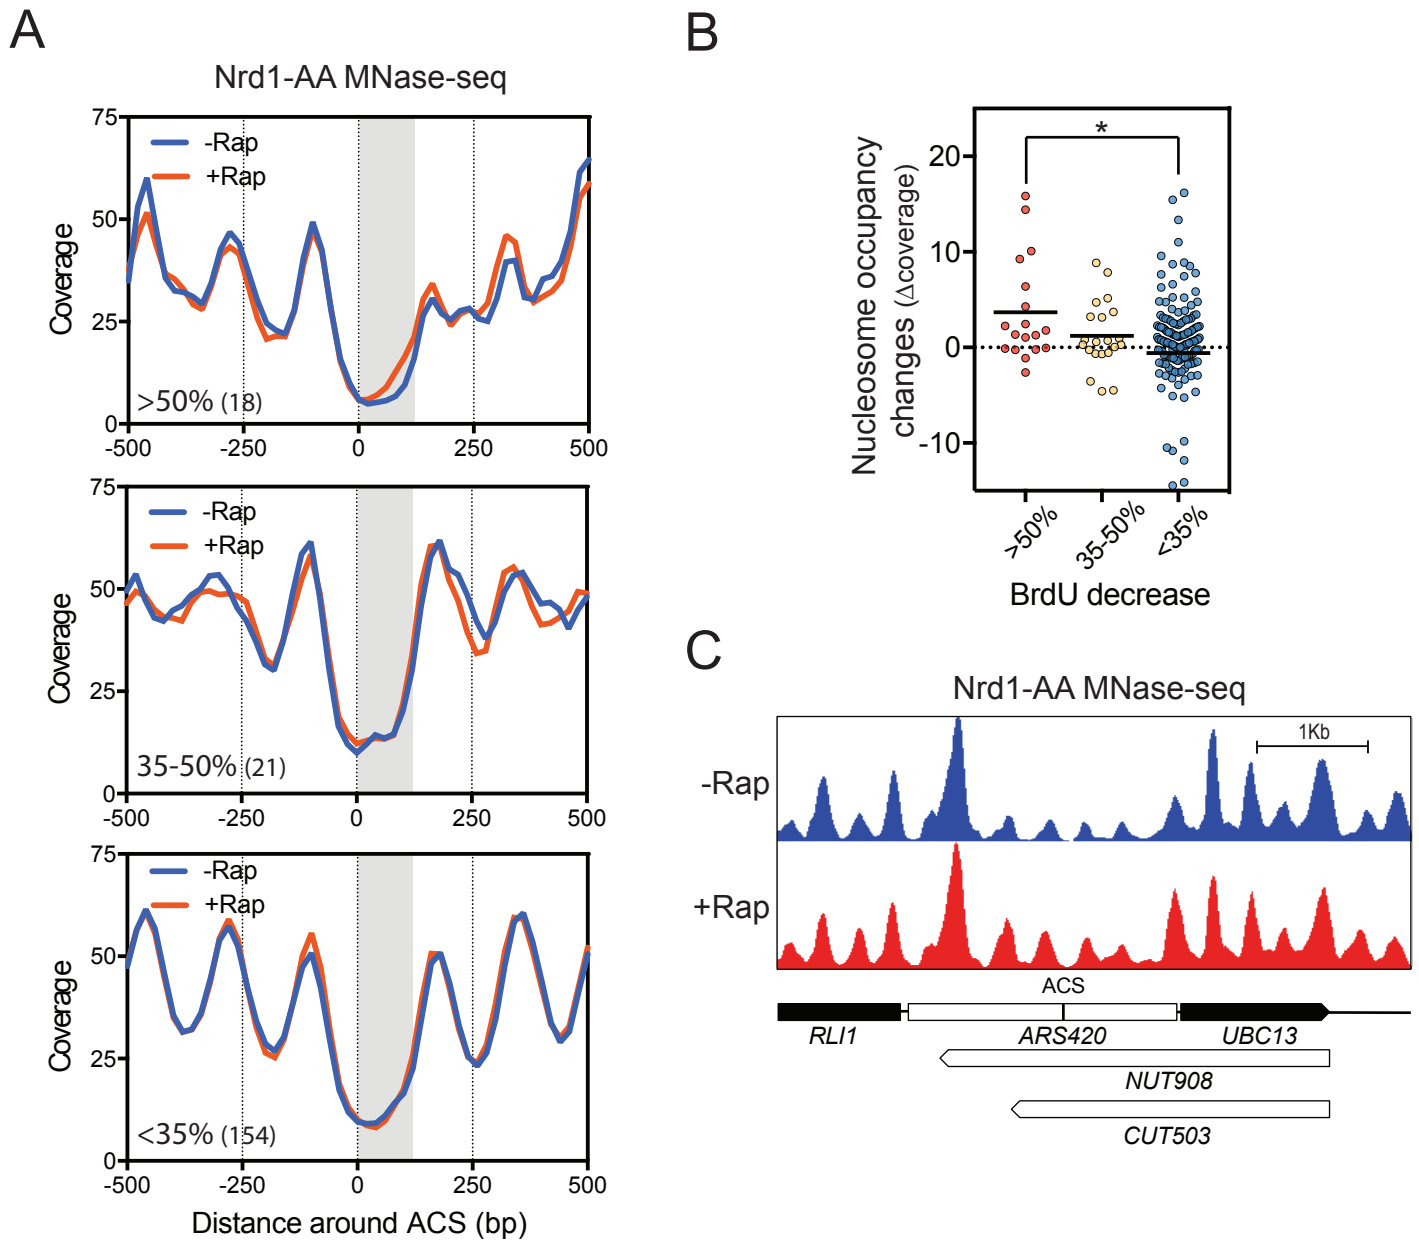 A
Nrd1-AA MNase-seq
75
50
25
0
Coverage
-Rap
+Rap
>50% (18)
-500
-250
0
250
500
75
50
25
0
Coverage
-Rap
+Rap
35-50% (21)
-500
-250
0
250
500
75
50
25
0
Coverage
-Rap
+Rap
<35% (154)
-500
-250
0
250
500
Distance around ACS (bp)
B
Nucleosome occupancy
changes (Δcoverage)
20
10
0
-10
*
>50%
35-50%
<35%
BrdU decrease
C
Nrd1-AA MNase-seq
-Rap
1Kb
+Rap
ACS
RLI1
ARS420
UBC13
NUT908
CUT503